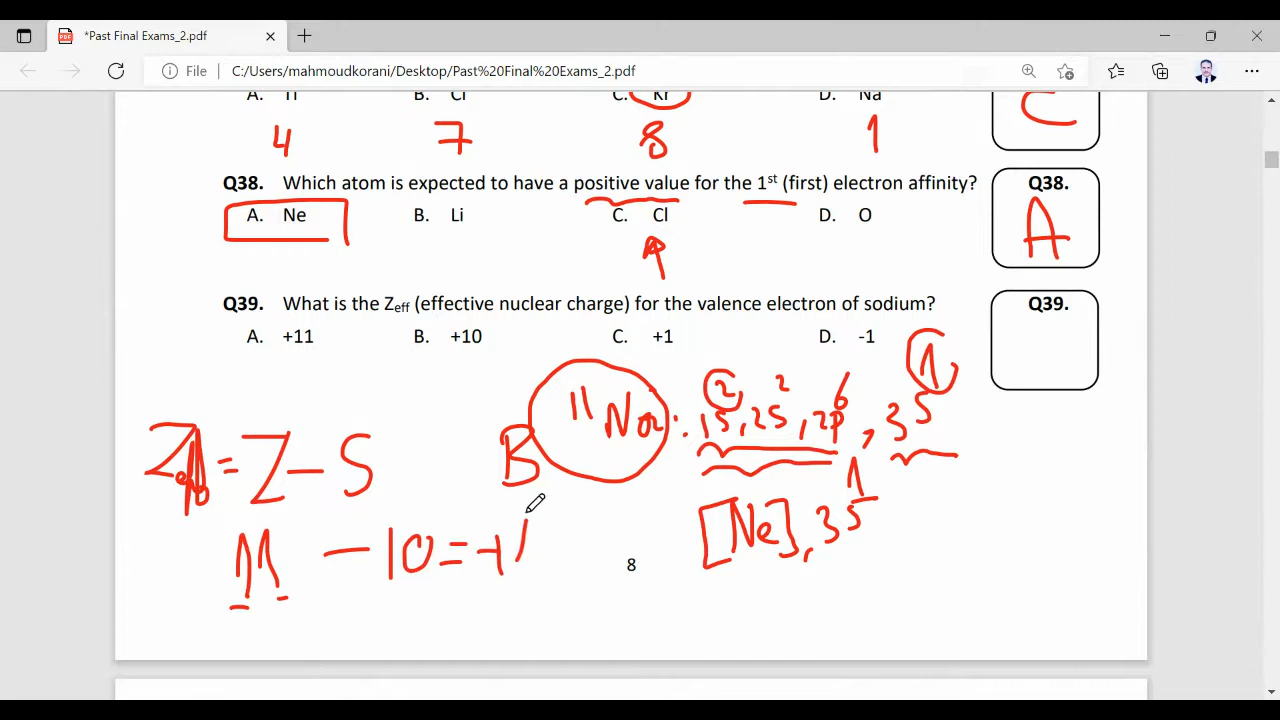 *Past Final Exams_2.pdf
File C:/Users/mahmoudkorani/Desktop/Past%20Final%20Exams_2.pdf
A. B. C. Kr D. Na
4 7 8 1 C
Q38. Which atom is expected to have a positive value for the 1st (first) electron affinity? Q38.
A. Ne B. Li C. Cl D. O A
Q39. What is the Zeff (effective nuclear charge) for the valence electron of sodium? Q39.
A. +11 B. +10 C. +1 D. -1
11Na: 1s2, 2s2, 2p6, 3s1
Zeff = Z - S B
[Ne], 3s1
11 - 10 = +1
8